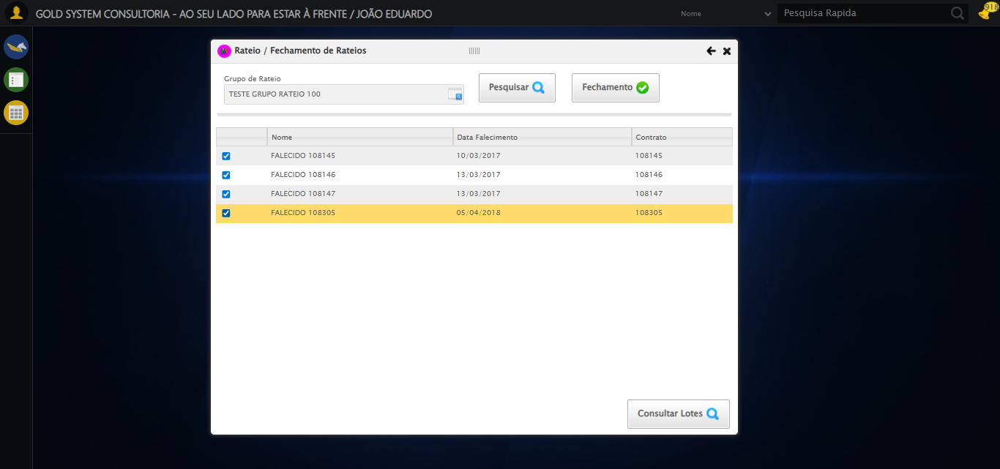 GOLD SYSTEM CONSULTORIA - AO SEU LADO PARA ESTAR À FRENTE / JOÃO EDUARDO
Nome
Pesquisa Rapida
918
Rateio / Fechamento de Rateios
Grupo de Rateio
TESTE GRUPO RATEIO 100
Pesquisar
Fechamento
Nome Data Falecimento Contrato
FALECIDO 108145 10/03/2017 108145
FALECIDO 108146 13/03/2017 108146
FALECIDO 108147 13/03/2017 108147
FALECIDO 108305 05/04/2018 108305
Consultar Lotes